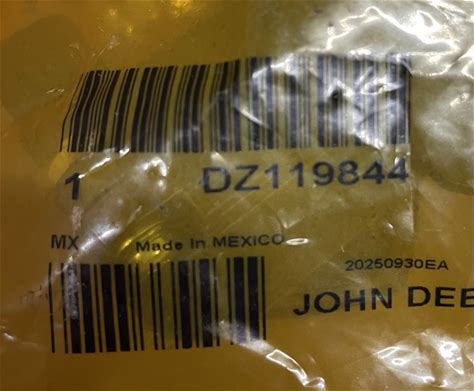 1 DZ119844
MX Made In MEXICO
20250930EA
JOHN DEE